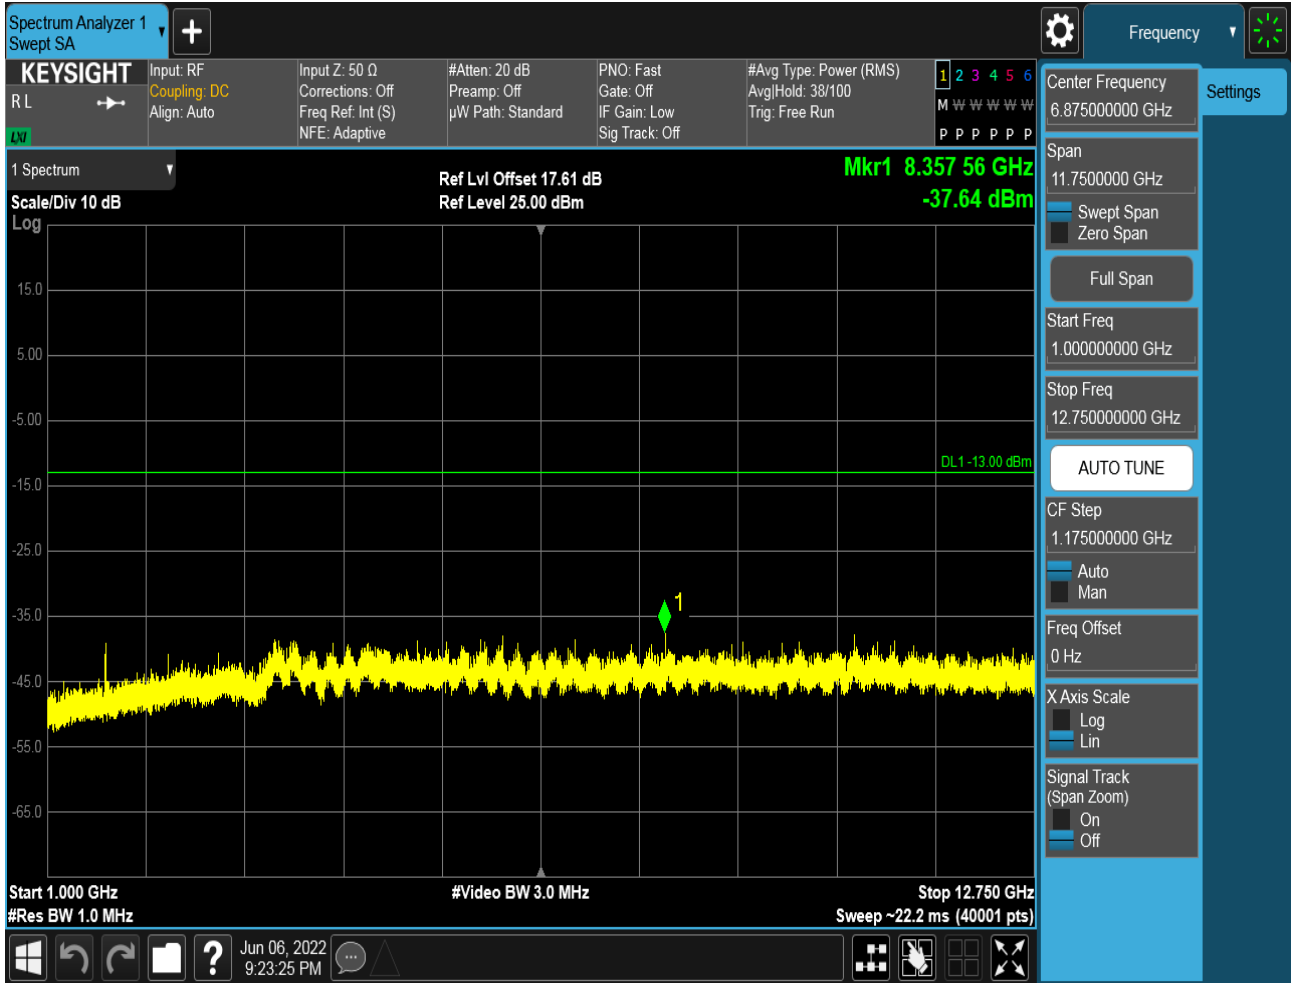 Spectrum Analyzer 1
Swept SA
Frequency
KEYSIGHT
R L
LXI
Input: RF
Coupling: DC
Align: Auto
Input Z: 50 Ω
Corrections: Off
Freq Ref: Int (S)
NFE: Adaptive
#Atten: 20 dB
Preamp: Off
µW Path: Standard
PNO: Fast
Gate: Off
IF Gain: Low
Sig Track: Off
#Avg Type: Power (RMS)
Avg|Hold: 38/100
Trig: Free Run
1 2 3 4 5 6
M W W W W W
P P P P P P
1 Spectrum
Scale/Div 10 dB
Log
Ref Lvl Offset 17.61 dB
Ref Level 25.00 dBm
Mkr1 8.357 56 GHz
-37.64 dBm
15.0
5.00
-5.00
DL1 -13.00 dBm
-15.0
-25.0
1
-35.0
-45.0
-55.0
-65.0
Start 1.000 GHz
#Res BW 1.0 MHz
#Video BW 3.0 MHz
Stop 12.750 GHz
Sweep ~22.2 ms (40001 pts)
Jun 06, 2022
9:23:25 PM
Settings
Center Frequency
6.875000000 GHz
Span
11.7500000 GHz
Swept Span
Zero Span
Full Span
Start Freq
1.000000000 GHz
Stop Freq
12.750000000 GHz
AUTO TUNE
CF Step
1.175000000 GHz
Auto
Man
Freq Offset
0 Hz
X Axis Scale
Log
Lin
Signal Track
(Span Zoom)
On
Off